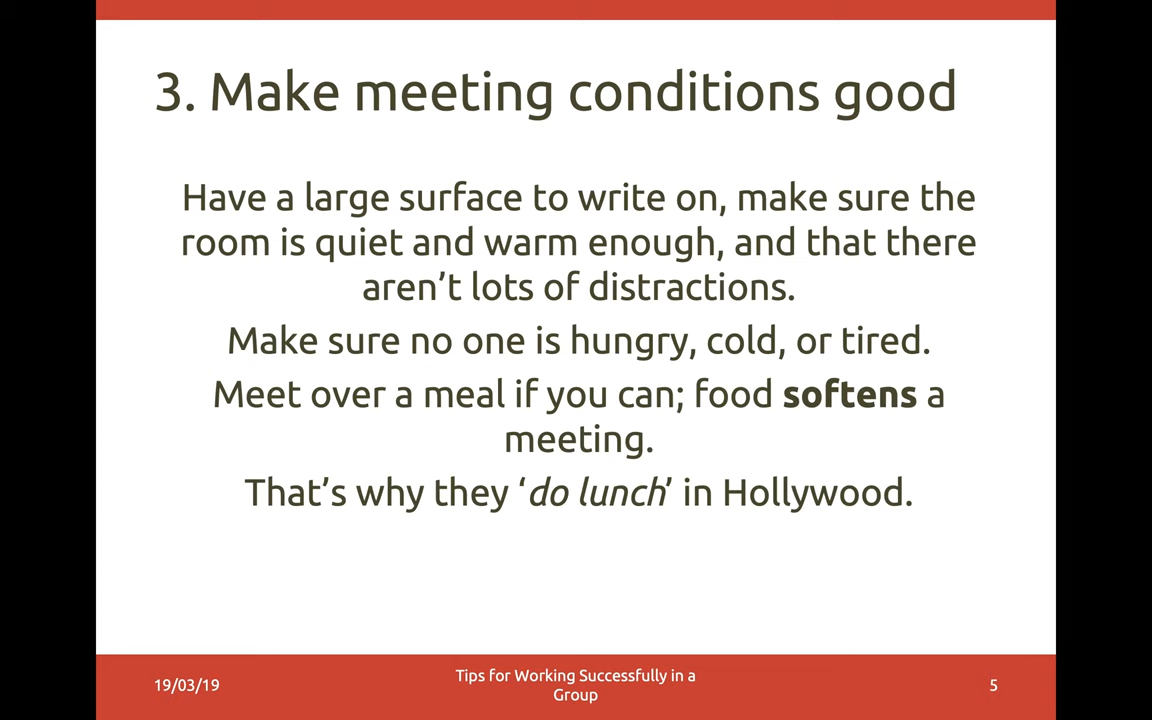 3. Make meeting conditions good
Have a large surface to write on, make sure the
room is quiet and warm enough, and that there
aren’t lots of distractions.
Make sure no one is hungry, cold, or tired.
Meet over a meal if you can; food softens a
meeting.
That’s why they ‘do lunch’ in Hollywood.
19/03/19
Tips for Working Successfully in a
Group
5